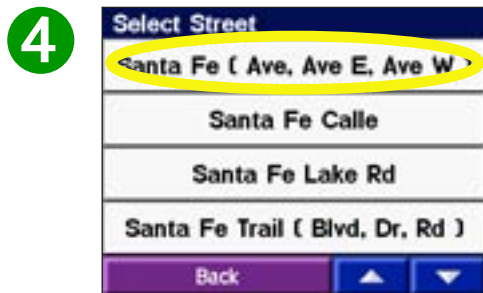 4
Select Street
Santa Fe ( Ave, Ave E, Ave W )
Santa Fe Calle
Santa Fe Lake Rd
Santa Fe Trail ( Blvd, Dr, Rd )
Back